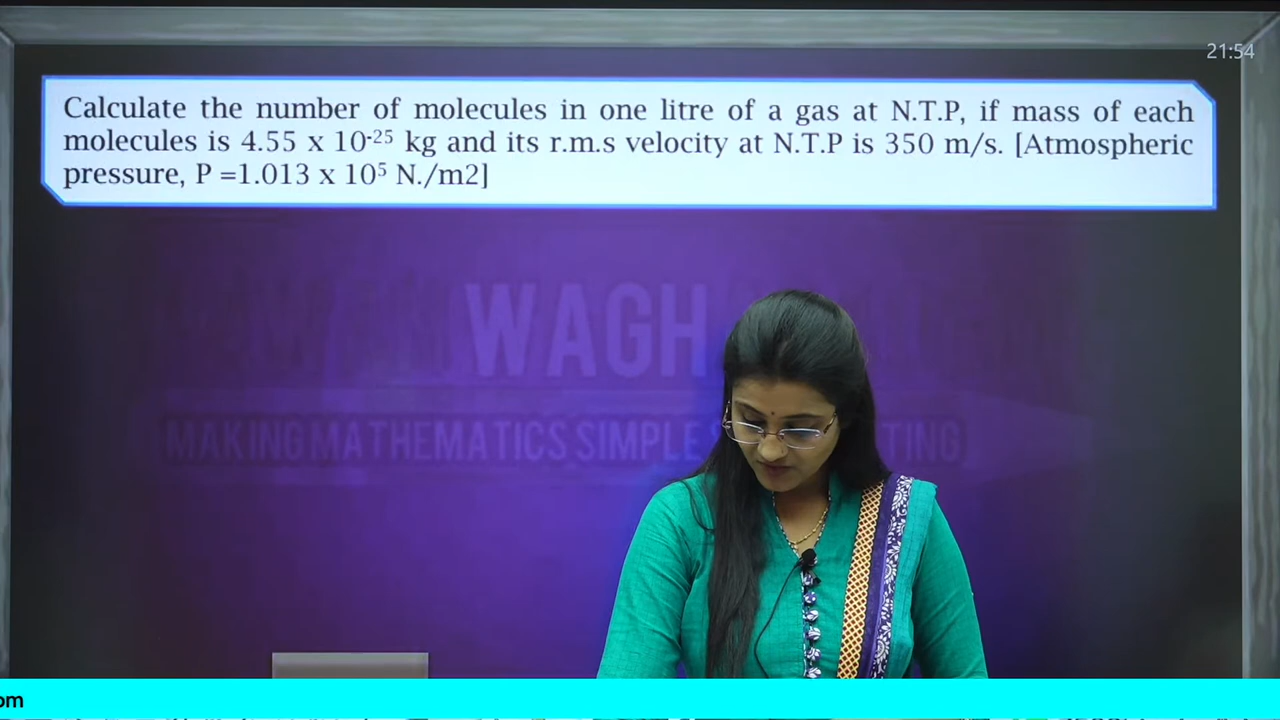 21:54
Calculate the number of molecules in one litre of a gas at N.T.P, if mass of each
molecules is 4.55 x 10⁻²⁵ kg and its r.m.s velocity at N.T.P is 350 m/s. [Atmospheric
pressure, P =1.013 x 10⁵ N./m2]
WAGH
MAKING MATHEMATICS SIMPLE
TING
om